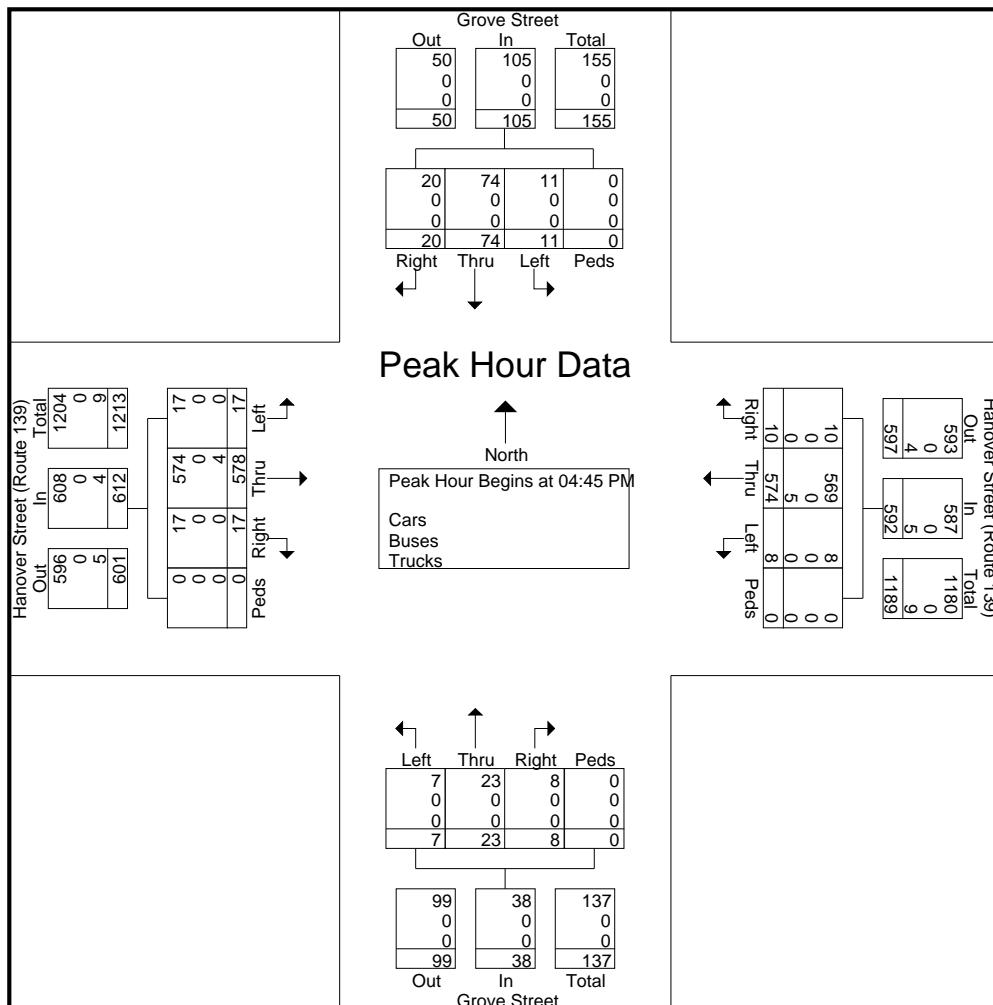 Grove Street
Out In Total
50 105 155
0 0 0
0 0 0
50 105 155
20 74 11 0
0 0 0 0
0 0 0 0
20 74 11 0
Right Thru Left Peds
Peak Hour Data
North
Peak Hour Begins at 04:45 PM
Cars
Buses
Trucks
Hanover Street (Route 139)
Out In Total
596 608 1204
0 0 0
5 4 9
601 612 1213
0 17 574 17
0 0 0 0
0 0 4 0
0 17 578 17
Peds Right Thru Left
Hanover Street (Route 139)
Out In Total
593 587 1180
0 0 0
4 5 9
597 592 1189
10 569 8 0
0 0 0 0
0 5 0 0
10 574 8 0
Right Thru Left Peds
Left Thru Right Peds
7 23 8 0
0 0 0 0
0 0 0 0
7 23 8 0
99 38 137
0 0 0
0 0 0
99 38 137
Out In Total
Grove Street